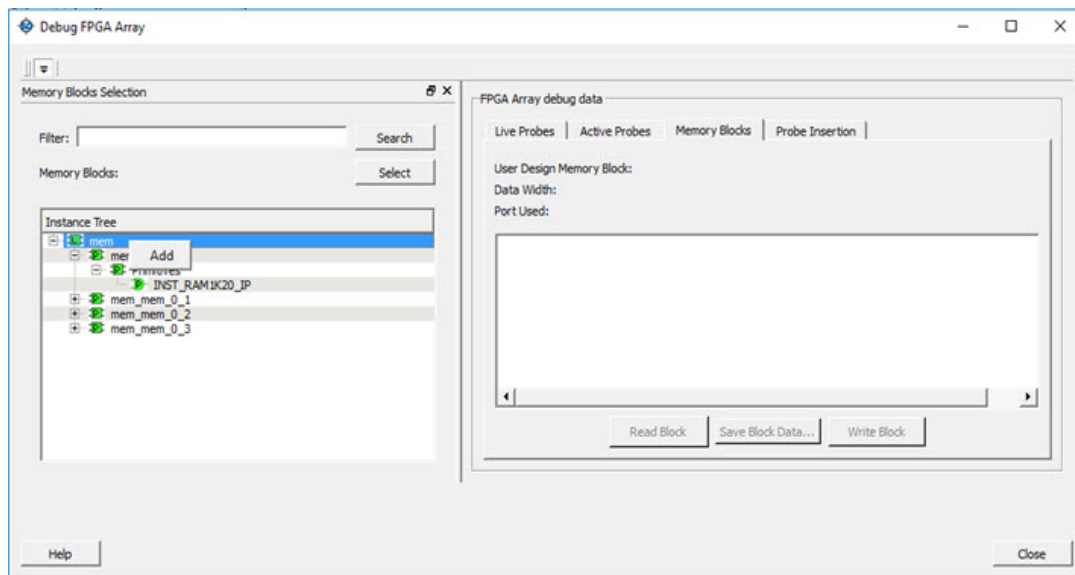 Debug FPGA Array
Memory Blocks Selection
Filter:
Search
Memory Blocks:
Select
Instance Tree
mem
Add
Primitives
INST_RAM1K20_IP
mem_mem_0_1
mem_mem_0_2
mem_mem_0_3
FPGA Array debug data
Live Probes
Active Probes
Memory Blocks
Probe Insertion
User Design Memory Block:
Data Width:
Port Used:
Read Block
Save Block Data...
Write Block
Help
Close